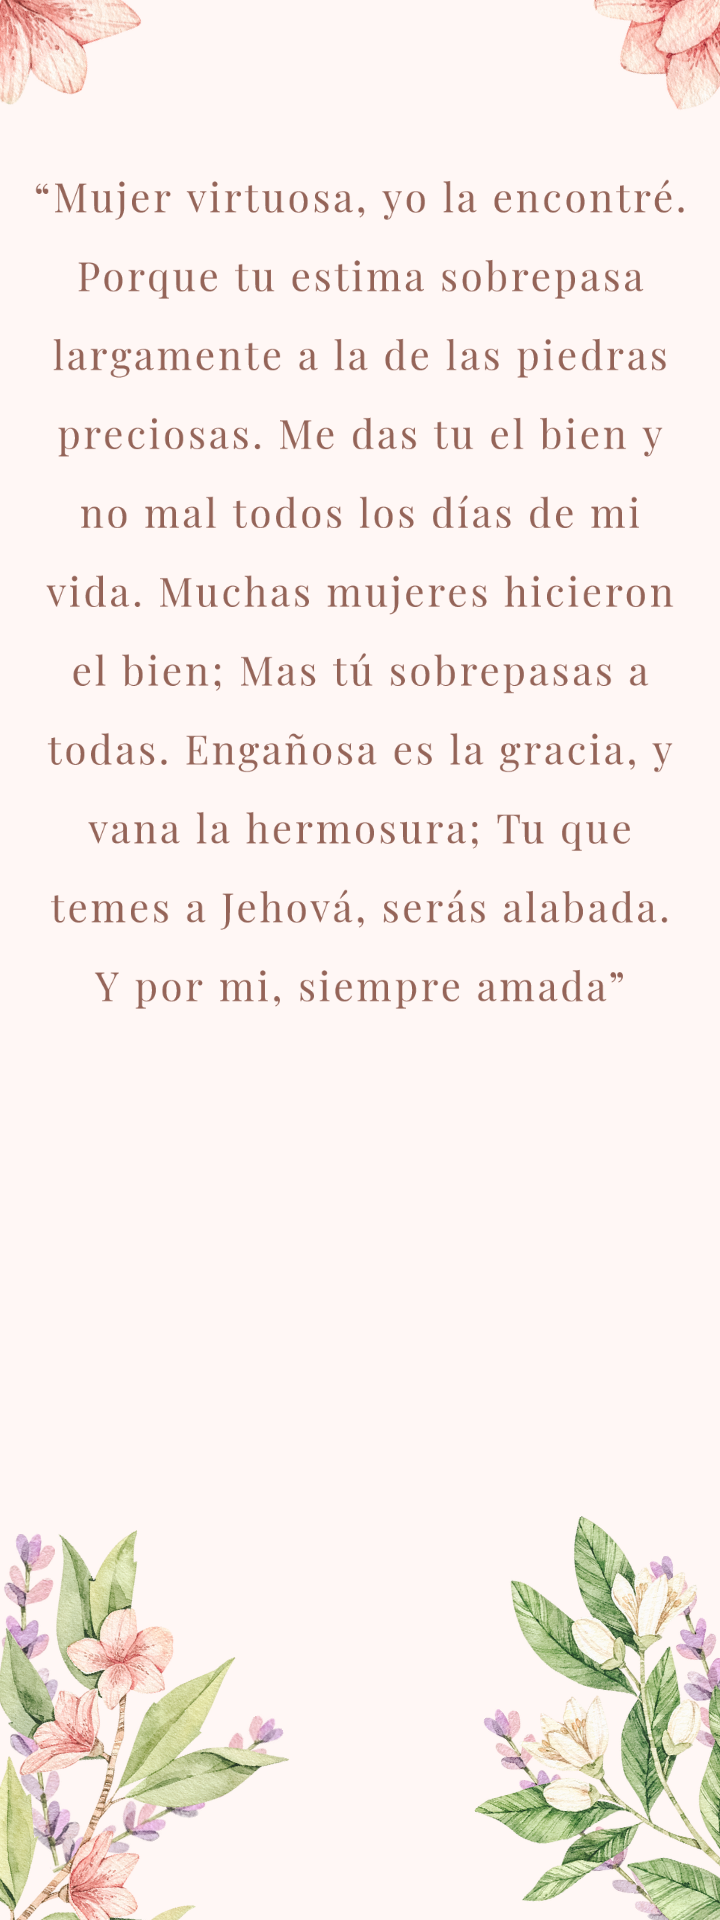 “Mujer virtuosa, yo la encontré.
Porque tu estima sobrepasa
largamente a la de las piedras
preciosas. Me das tu el bien y
no mal todos los días de mi
vida. Muchas mujeres hicieron
el bien; Mas tú sobrepasas a
todas. Engañosa es la gracia, y
vana la hermosura; Tu que
temes a Jehová, serás alabada.
Y por mi, siempre amada”